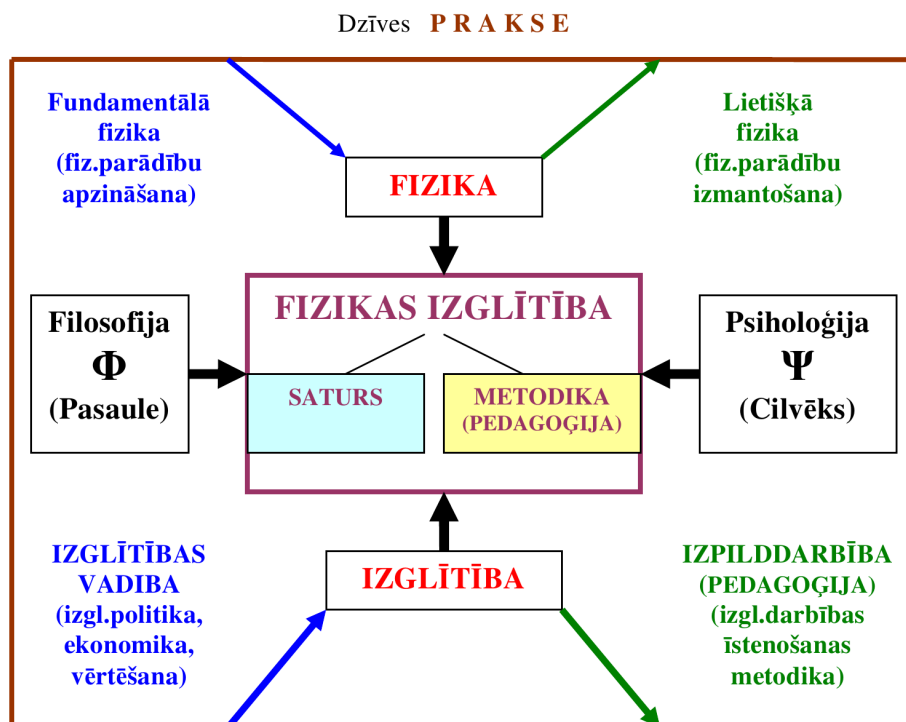 Dzīves P R A K S E
Fundamentālā
fizika
(fiz.parādību
apzināšana)
Lietišķā
fizika
(fiz.parādību
izmantošana)
FIZIKA
FIZIKAS IZGLĪTĪBA
Filosofija
Φ
(Pasaule)
SATURS
METODIKA
(PEDAGOĢIJA)
Psiholoģija
Ψ
(Cilvēks)
IZGLĪTĪBAS
VADIBA
(izgl.politika,
ekonomika,
vērtēšana)
IZGLĪTĪBA
IZPILDDARBĪBA
(PEDAGOĢIJA)
(izgl.darbības
īstenošanas
metodika)